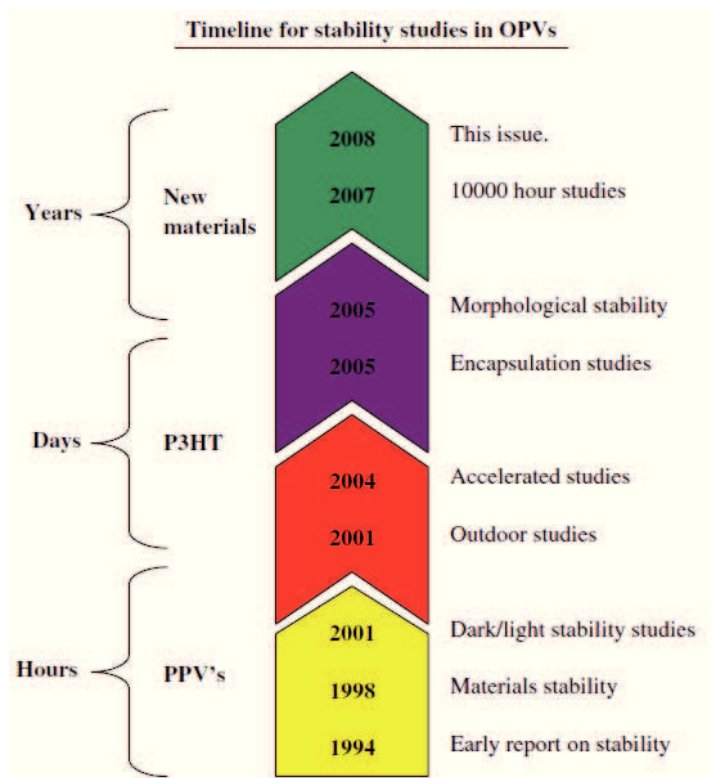 Timeline for stability studies in OPVs
2008 This issue.
2007 10000 hour studies
Years New
materials
2005 Morphological stability
2005 Encapsulation studies
Days P3HT
2004 Accelerated studies
2001 Outdoor studies
2001 Dark/light stability studies
Hours PPV's
1998 Materials stability
1994 Early report on stability